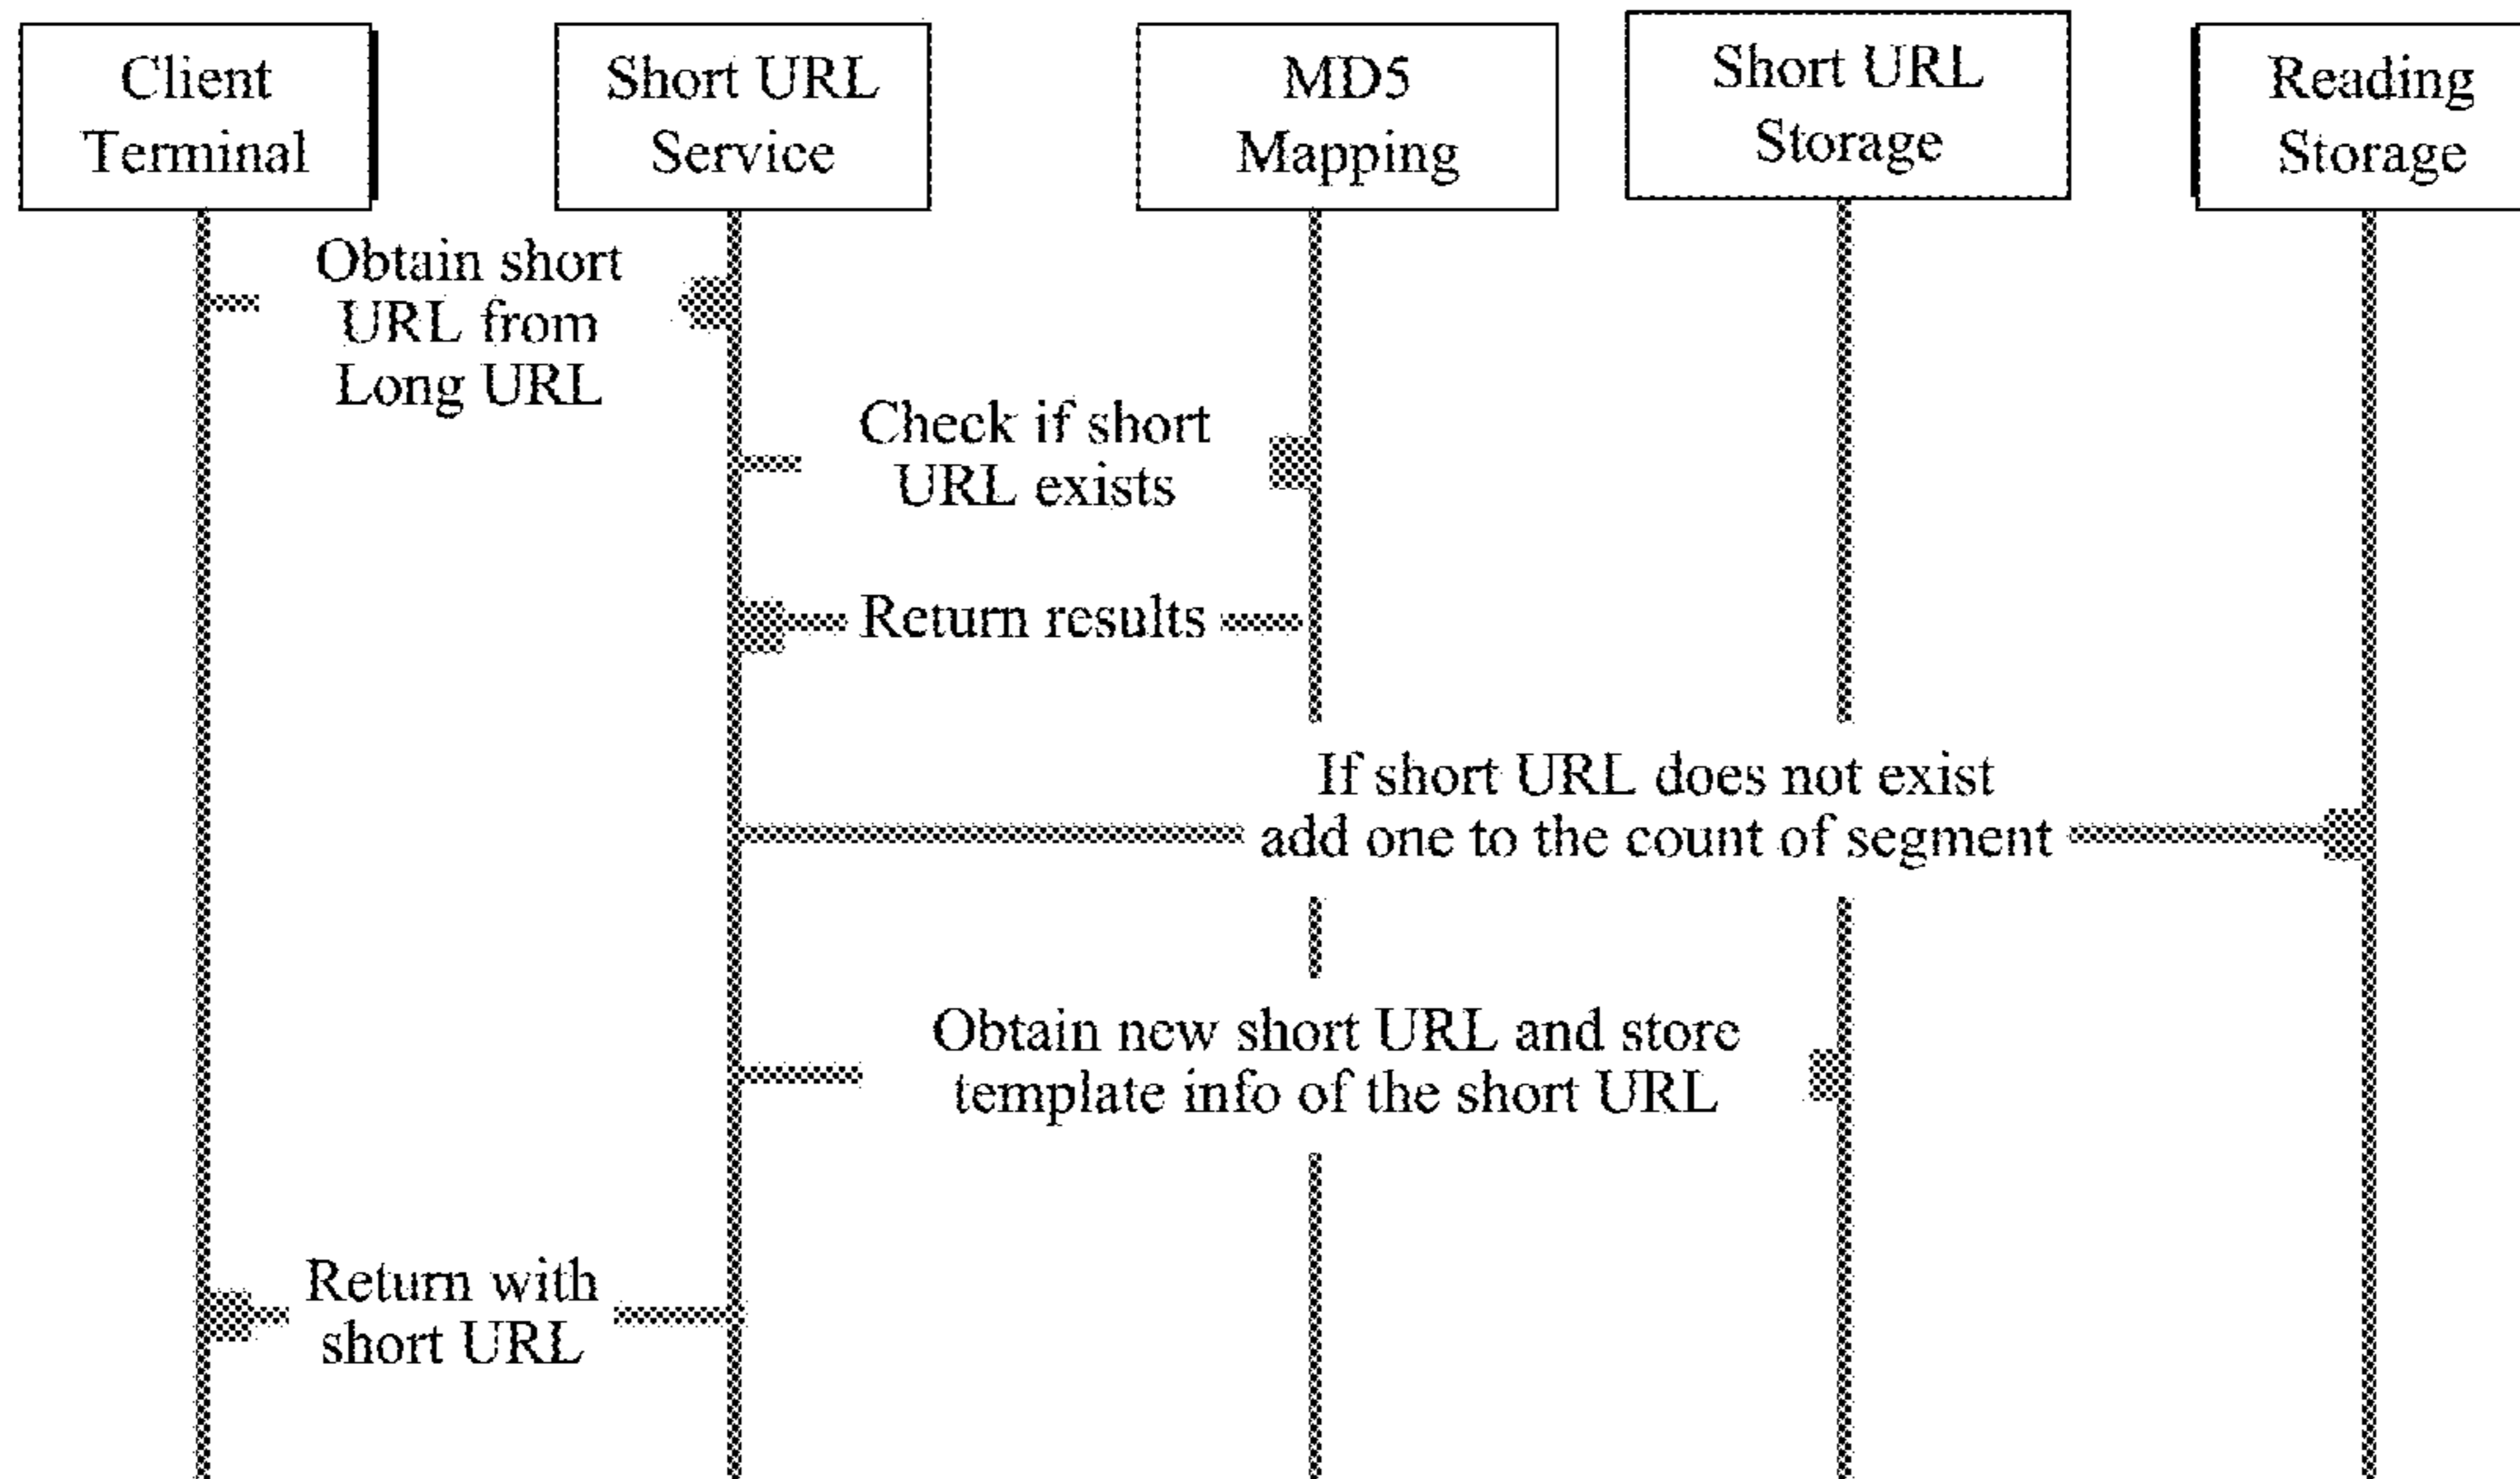 Client
Terminal
Short URL
Service
MD5
Mapping
Short URL
Storage
Reading
Storage
Obtain short
URL from
Long URL
Check if short
URL exists
Return results
If short URL does not exist
add one to the count of segment
Obtain new short URL and store
template info of the short URL
Return with
short URL